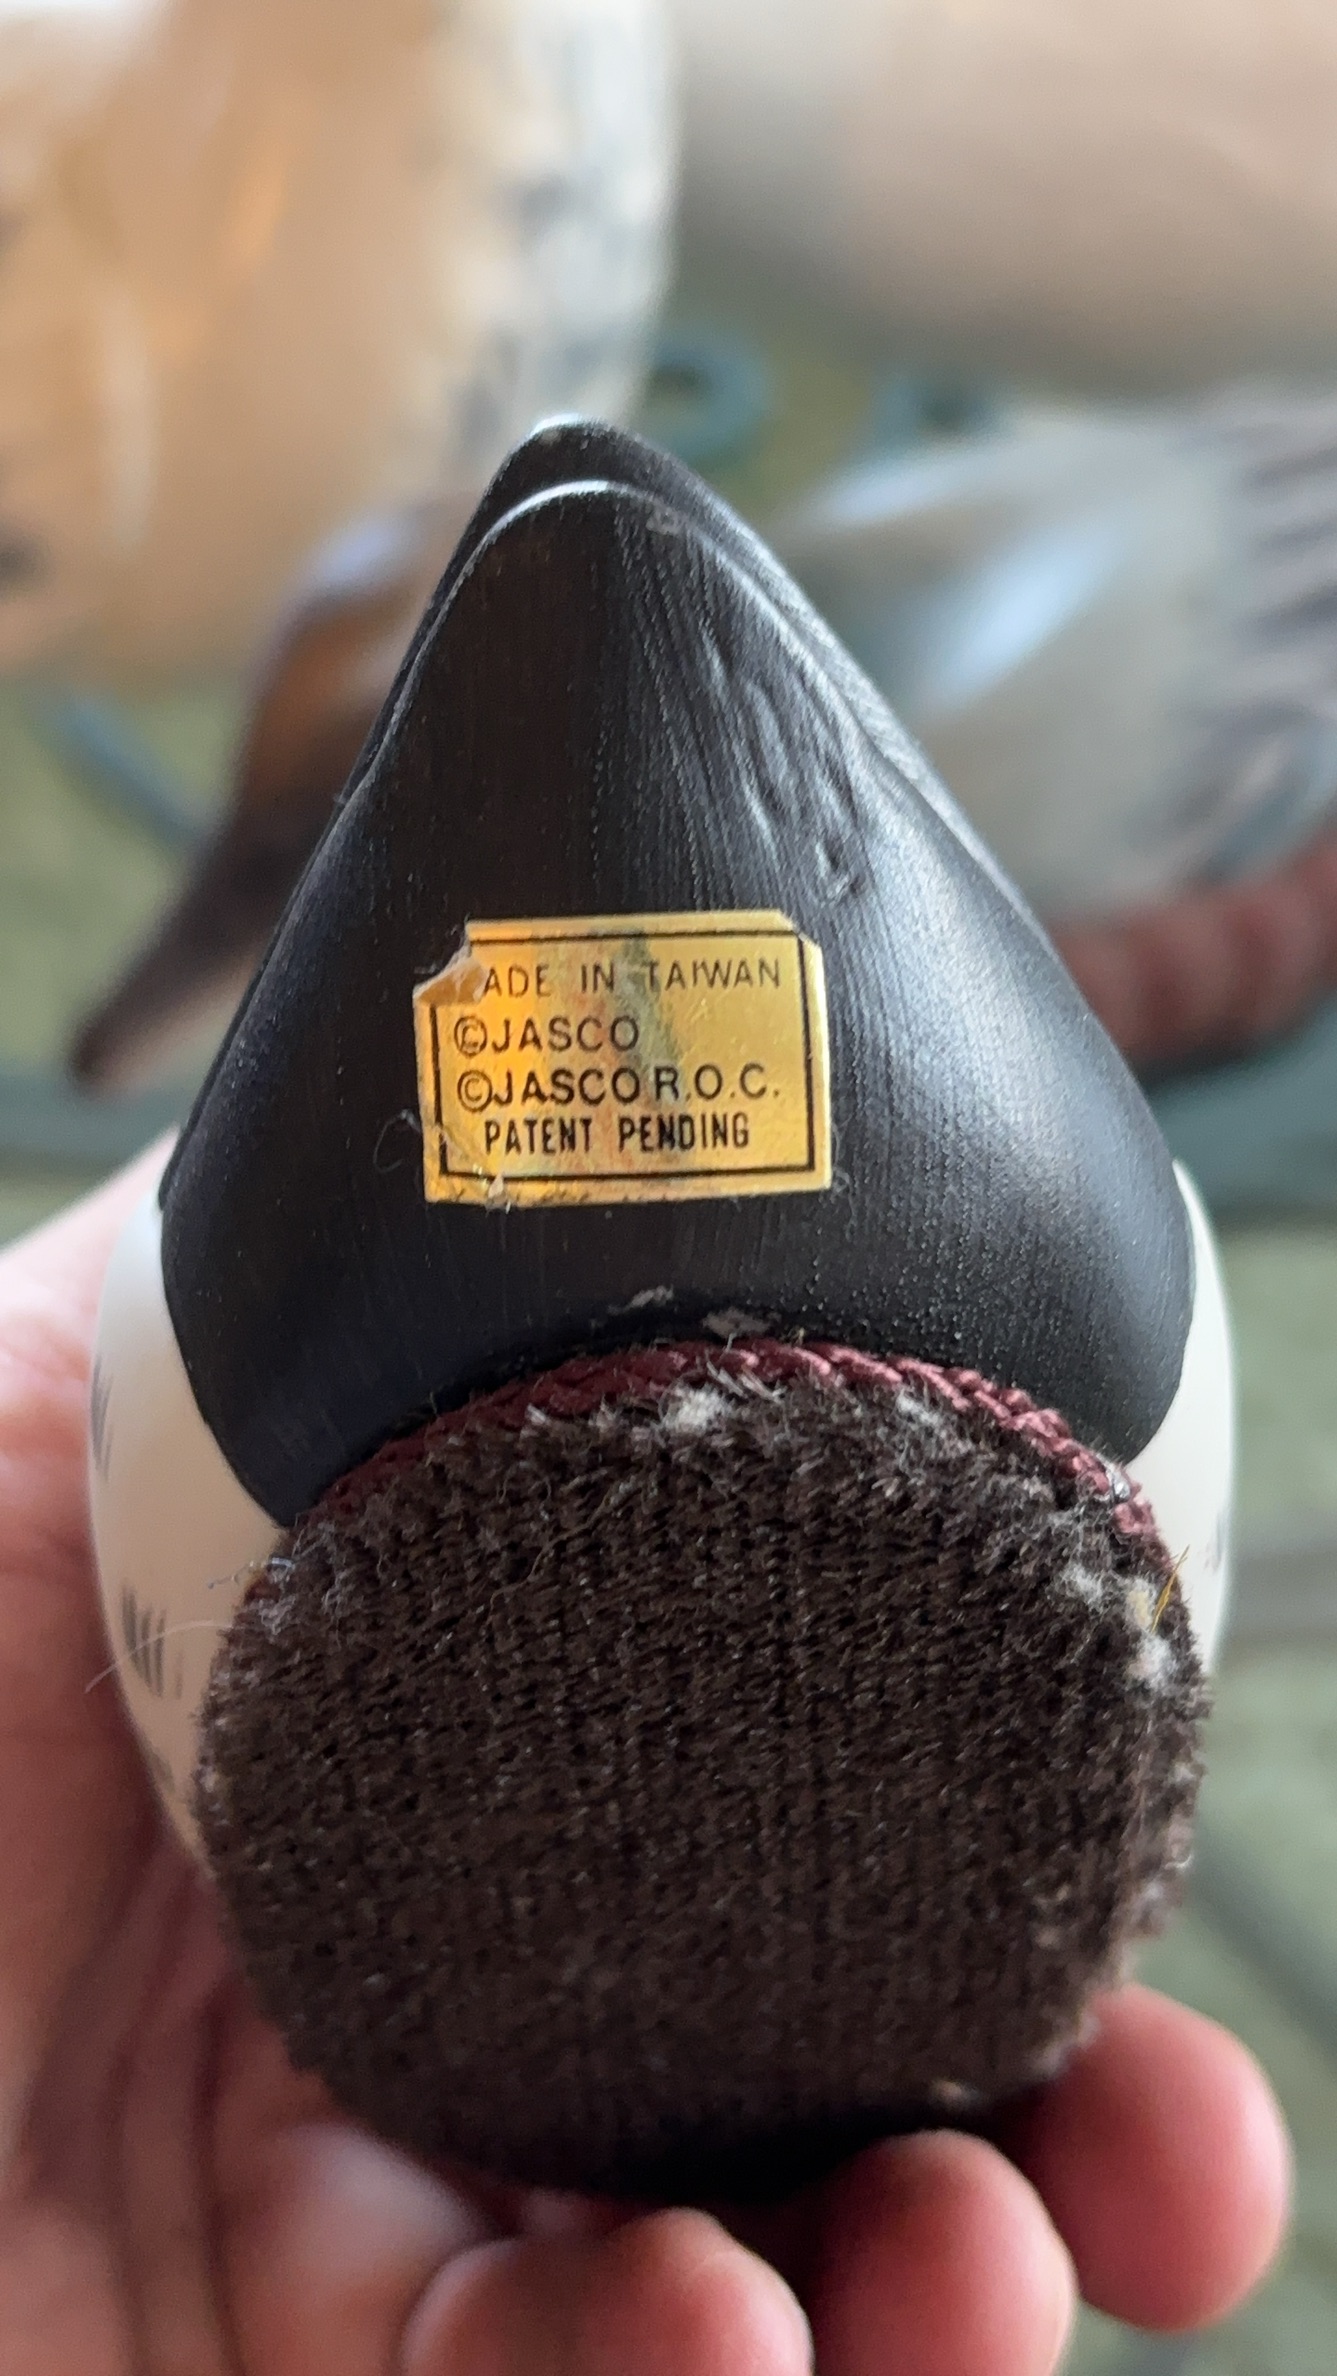 ADE IN TAIWAN
©JASCO
©JASCO R.O.C.
PATENT PENDING